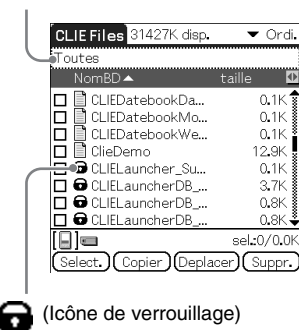 CLIE Files 31427K disp. Ordi.
Toutes
NomBD taille
CLIEDatebookDa... 0.1K
CLIEDatebookMo... 0.1K
CLIEDatebookWe... 0.1K
ClieDemo 12.9K
CLIELauncher_Su... 0.1K
CLIELauncherDB_... 3.7K
CLIELauncherDB_... 0.8K
CLIELauncherDB_... 0.8K
sel.:0/0.0K
Select. Copier Deplacer Suppr.
(Icône de verrouillage)